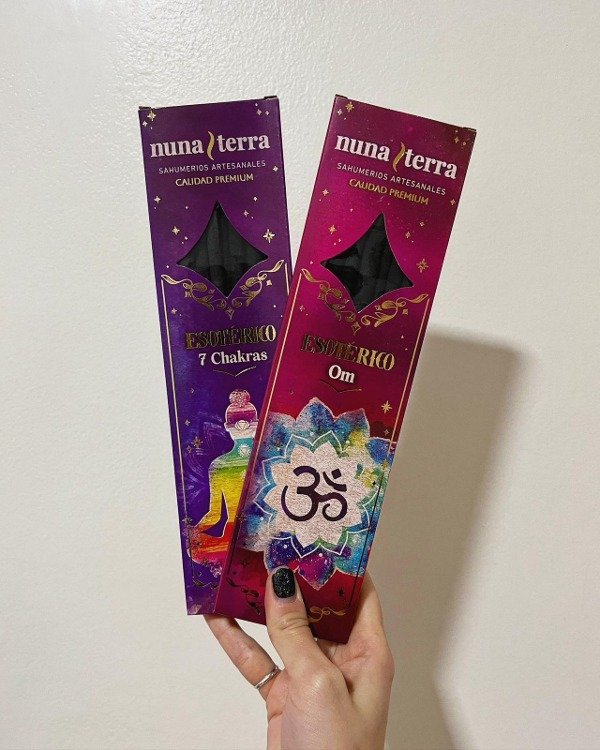 nuna terra
SAHUMERIOS ARTESANALES
CALIDAD PREMIUM
ESOTÉRICO
7 Chakras
nuna terra
SAHUMERIOS ARTESANALES
CALIDAD PREMIUM
ESOTÉRICO
Om
ॐ